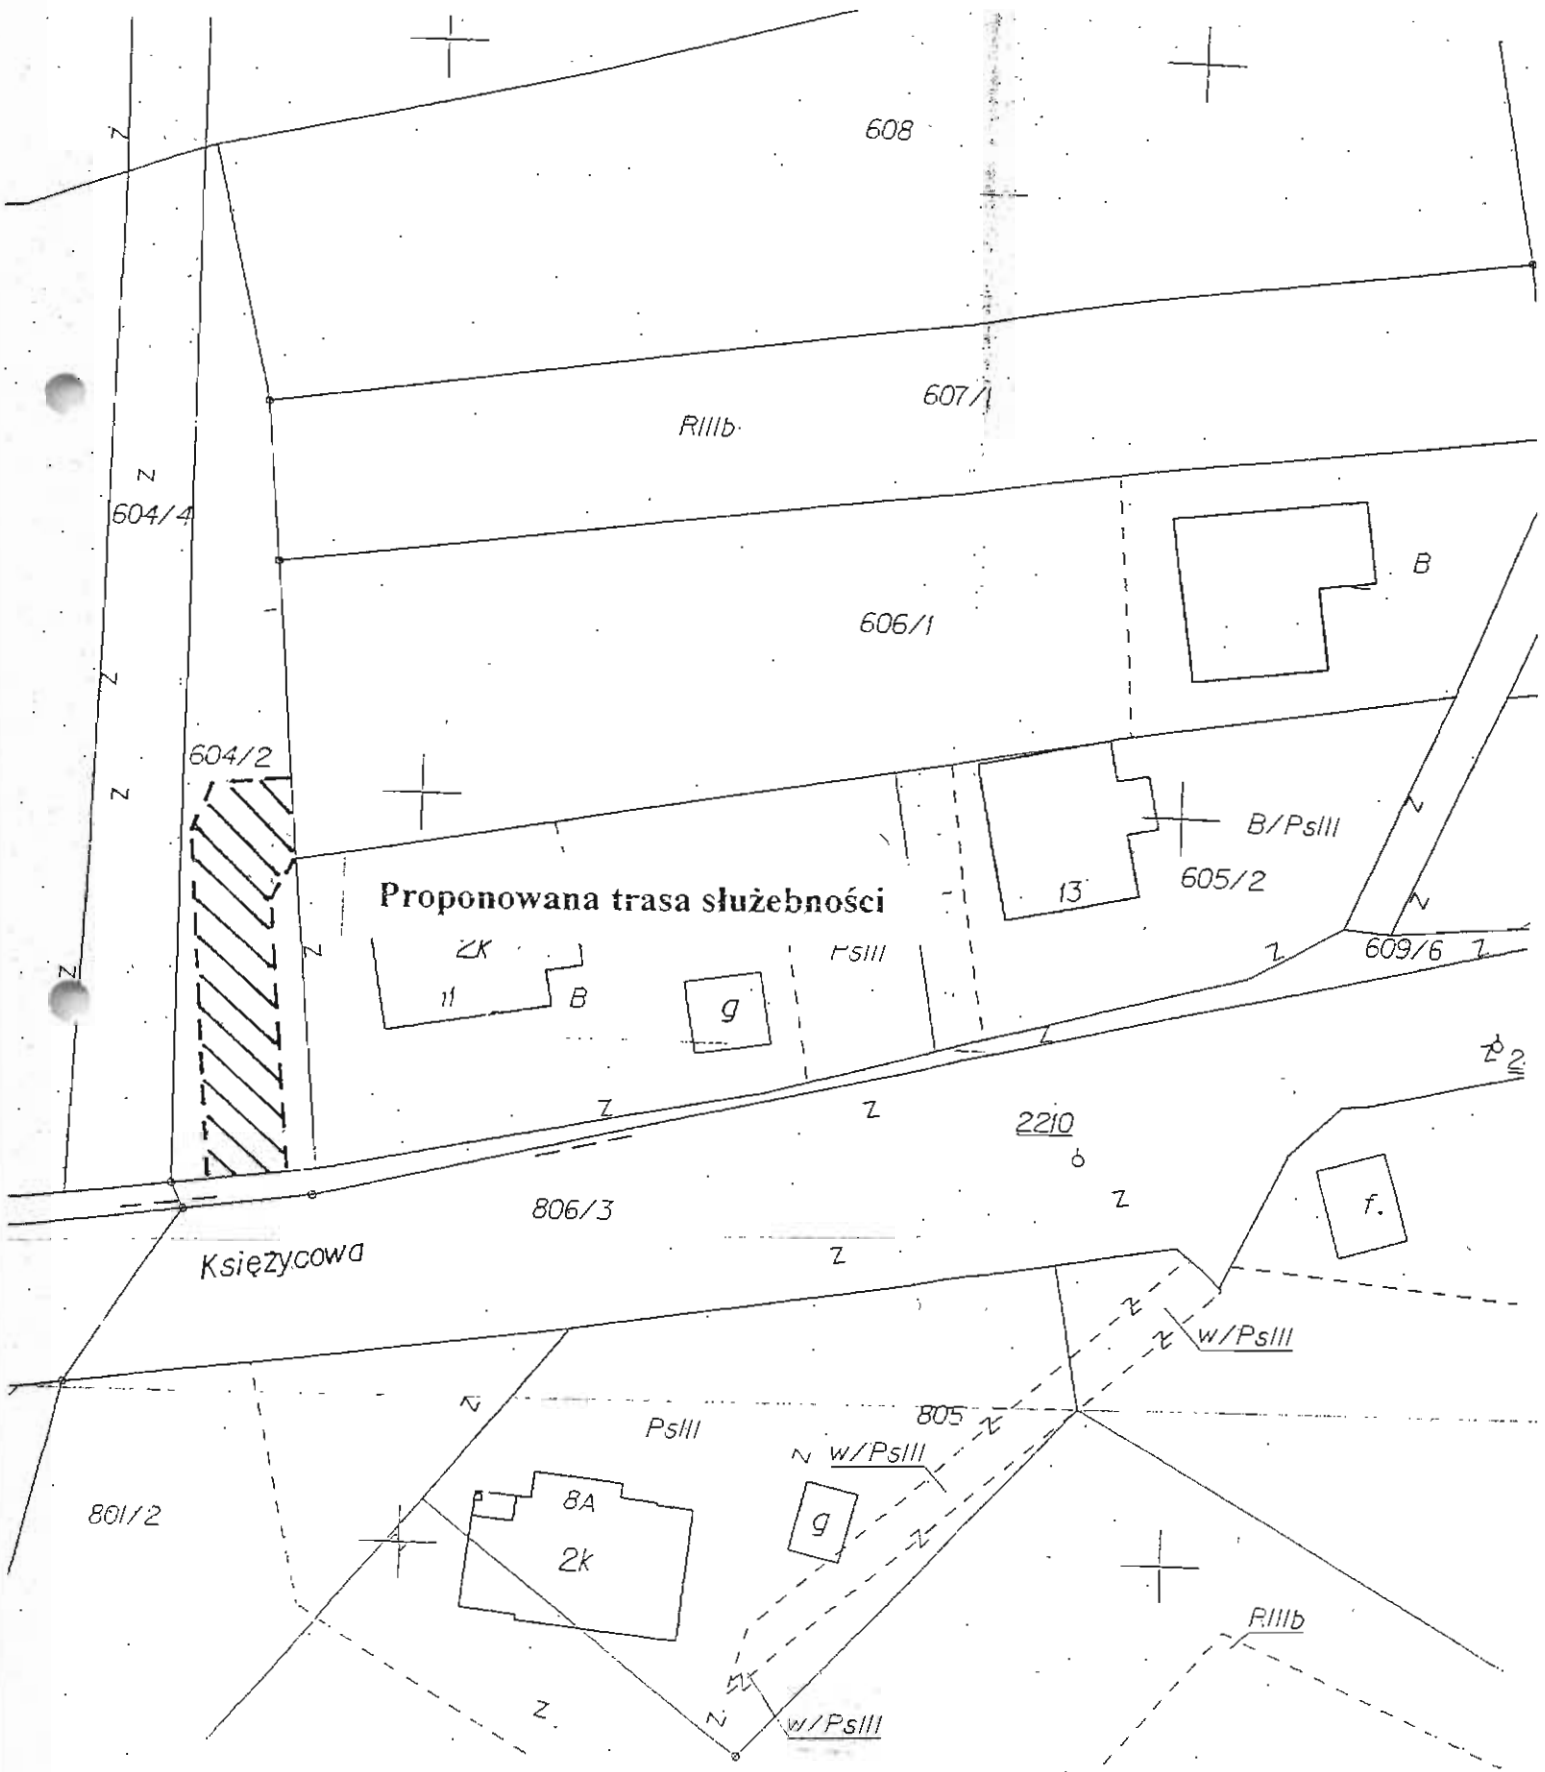 608
607/1
RIIIb
604/4
B
606/1
604/2
B/PsIII
605/2
13
Proponowana trasa służebności
2K
PsIII
609/6
11
B
g
2
2210
806/3
f.
Księżycowa
w/PsIII
805
PsIII
w/PsIII
8A
801/2
g
2k
RIIIb
w/PsIII